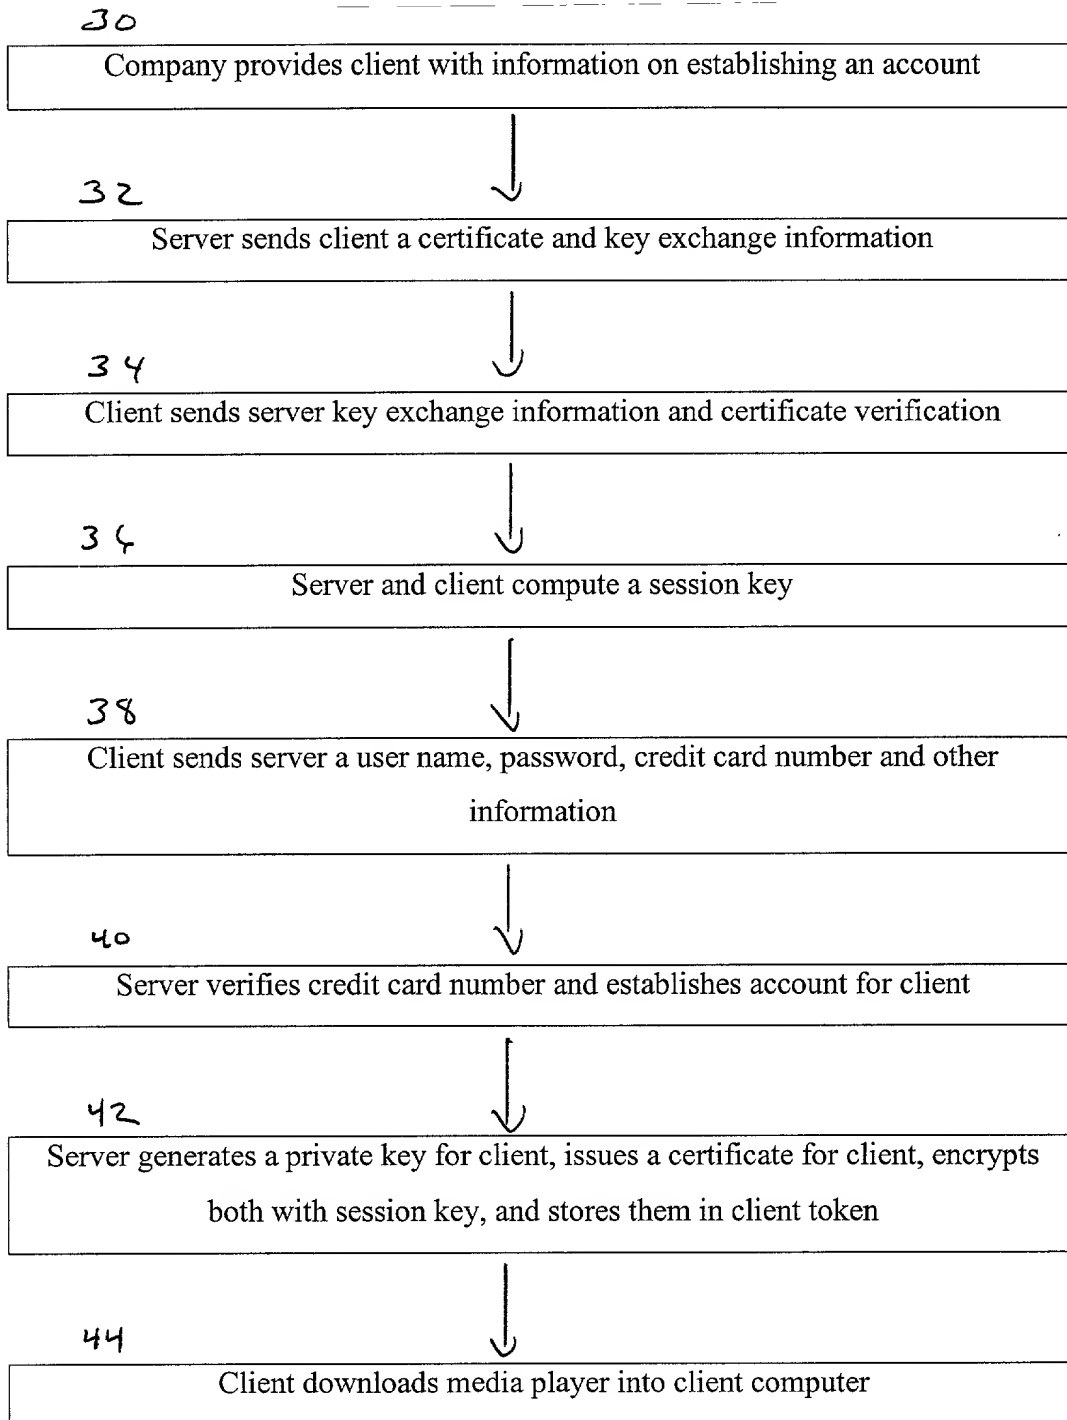 30
Company provides client with information on establishing an account
32
Server sends client a certificate and key exchange information
34
Client sends server key exchange information and certificate verification
36
Server and client compute a session key
38
Client sends server a user name, password, credit card number and other
information
40
Server verifies credit card number and establishes account for client
42
Server generates a private key for client, issues a certificate for client, encrypts
both with session key, and stores them in client token
44
Client downloads media player into client computer